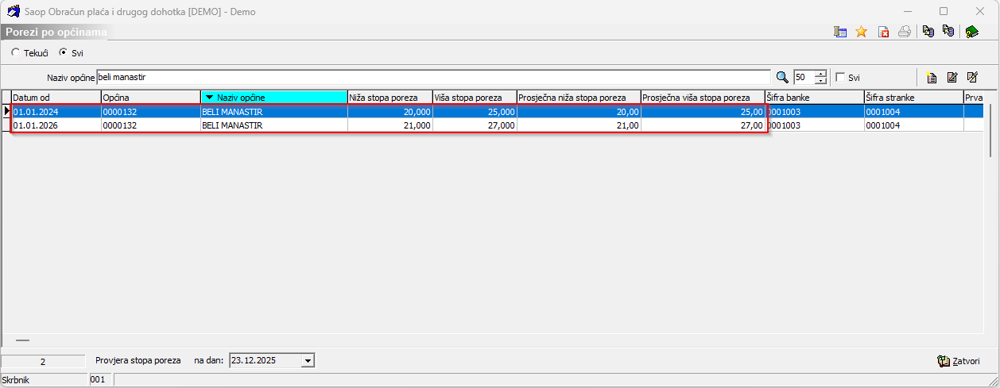 Saop Obračun plaća i drugog dohotka [DEMO] - Demo
Porezi po općinama
Tekući Svi
Naziv općine beli manastir 50 Svi
Datum od Općina Naziv općine Niža stopa poreza Viša stopa poreza Prosječna niža stopa poreza Prosječna viša stopa poreza Šifra banke Šifra stranke Prva
01.01.2024 0000132 BELI MANASTIR 20,000 25,000 20,00 25,00 0001003 0001004
01.01.2026 0000132 BELI MANASTIR 21,000 27,000 21,00 27,00 0001003 0001004
2 Provjera stopa poreza na dan: 23.12.2025 Zatvori
Skrbnik 001